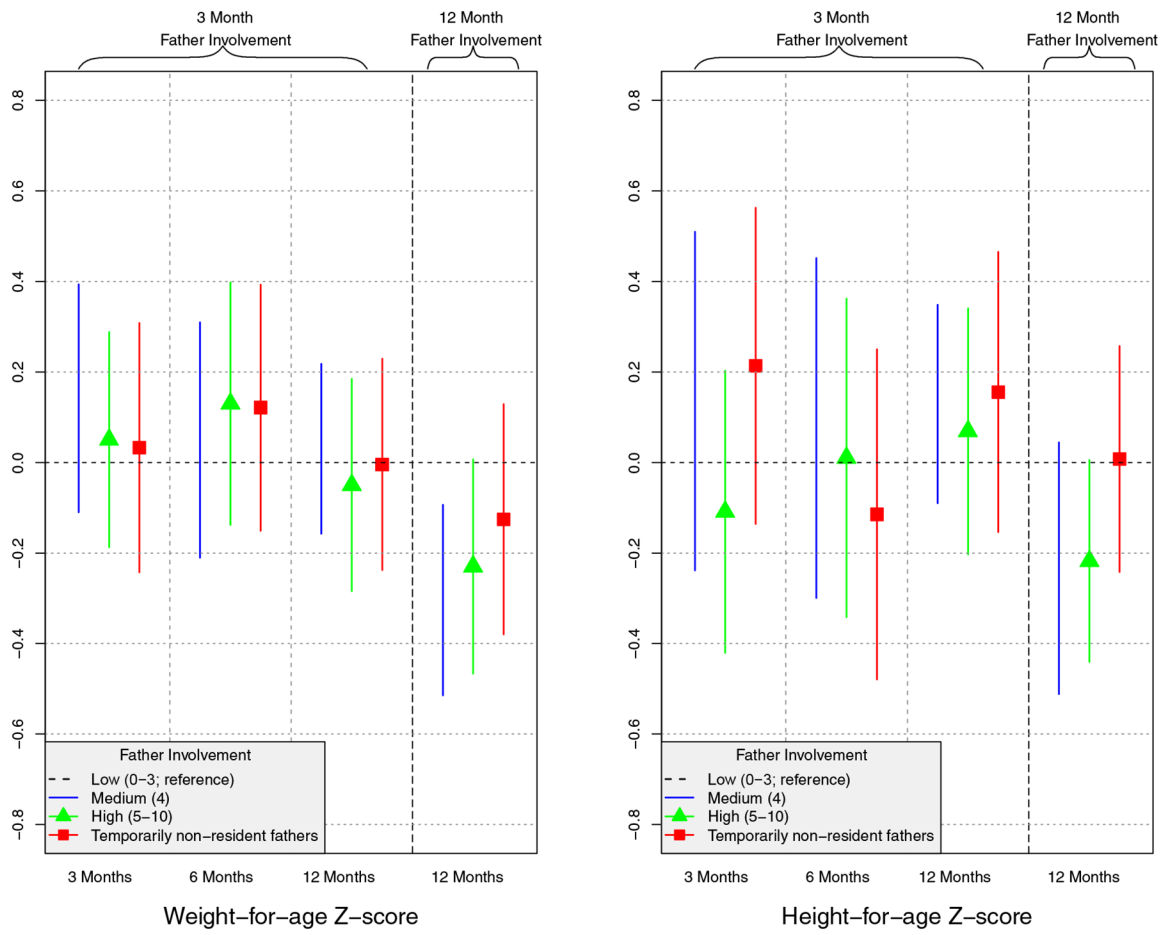 3 Month
Father Involvement
12 Month
Father Involvement
0.8
0.6
0.4
0.2
0.0
−0.2
−0.4
−0.6
−0.8
Father Involvement
Low (0−3; reference)
Medium (4)
High (5−10)
Temporarily non−resident fathers
3 Months
6 Months
12 Months
12 Months
Weight−for−age Z−score
3 Month
Father Involvement
12 Month
Father Involvement
0.8
0.6
0.4
0.2
0.0
−0.2
−0.4
−0.6
−0.8
Father Involvement
Low (0−3; reference)
Medium (4)
High (5−10)
Temporarily non−resident fathers
3 Months
6 Months
12 Months
12 Months
Height−for−age Z−score